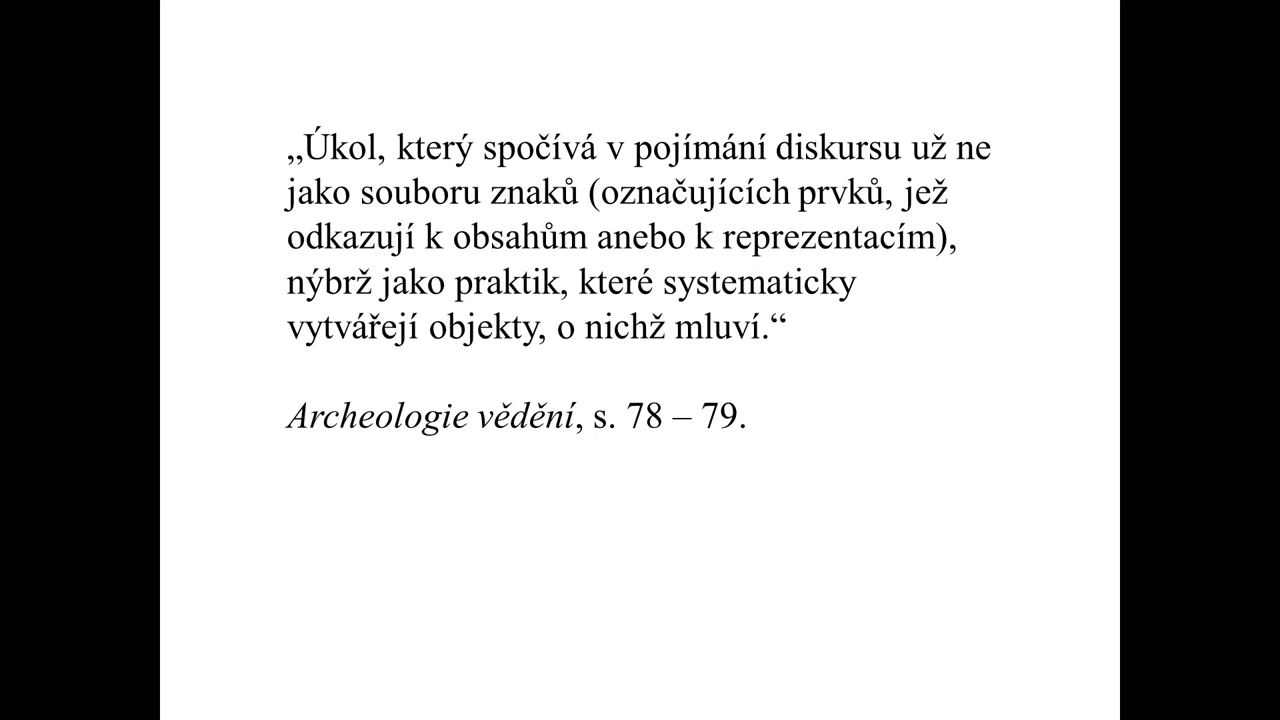 „Úkol, který spočívá v pojímání diskursu už ne
jako souboru znaků (označujících prvků, jež
odkazují k obsahům anebo k reprezentacím),
nýbrž jako praktik, které systematicky
vytvářejí objekty, o nichž mluví.“
Archeologie vědění, s. 78 – 79.